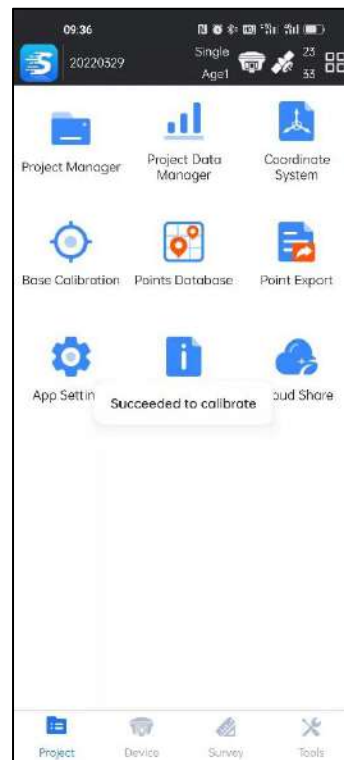 09:36
20220329
Single
Age1
23
33
Project Manager
Project Data
Manager
Coordinate
System
Base Calibration
Points Database
Point Export
App Settin
oud Share
Succeeded to calibrate
Project
Device
Survey
Tools